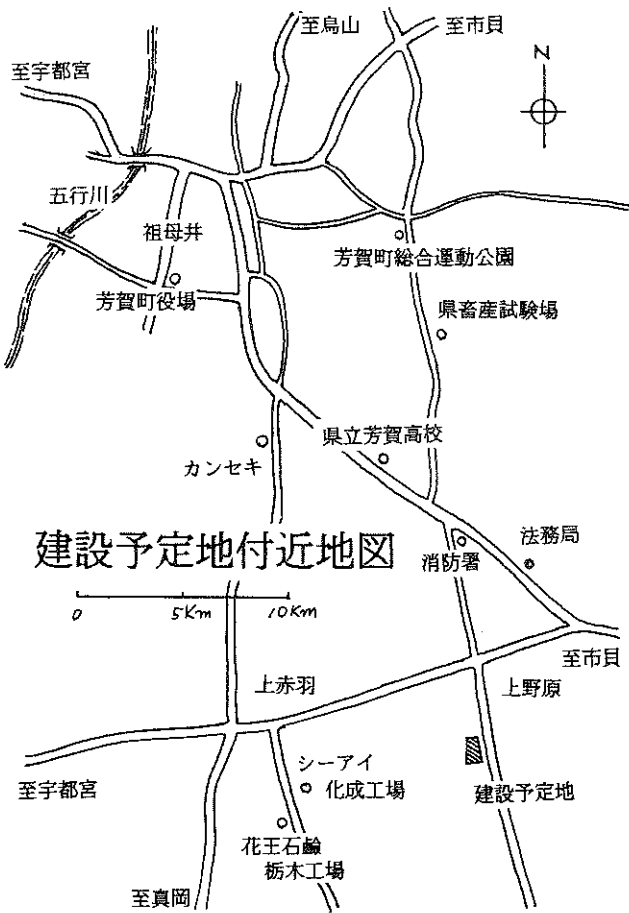 至烏山
至市貝
至宇都宮
N
五行川
祖母井
芳賀町役場
芳賀町総合運動公園
県畜産試験場
県立芳賀高校
カンセキ
建設予定地付近地図
消防署
法務局
0 5Km 10Km
至市貝
上赤羽
上野原
シーアイ
化成工場
建設予定地
至宇都宮
花王石鹼
栃木工場
至真岡